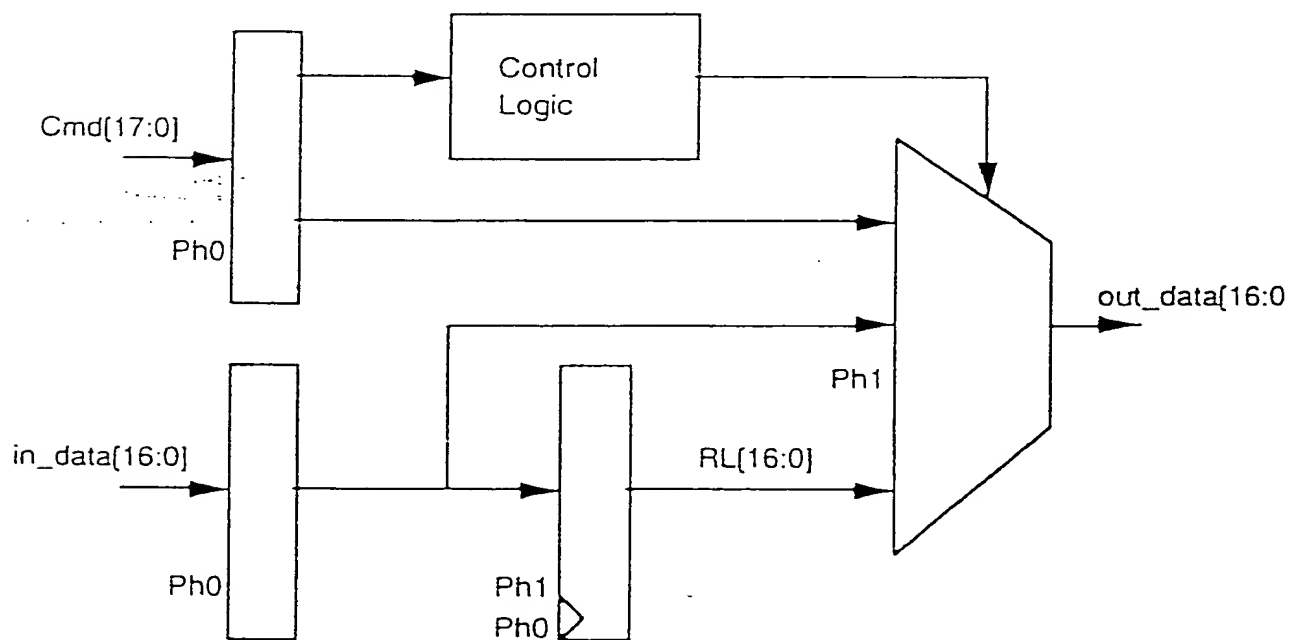 Control
Logic
Cmd[17:0]
Ph0
out_data[16:0
Ph1
in_data[16:0]
RL[16:0]
Ph0
Ph1
Ph0